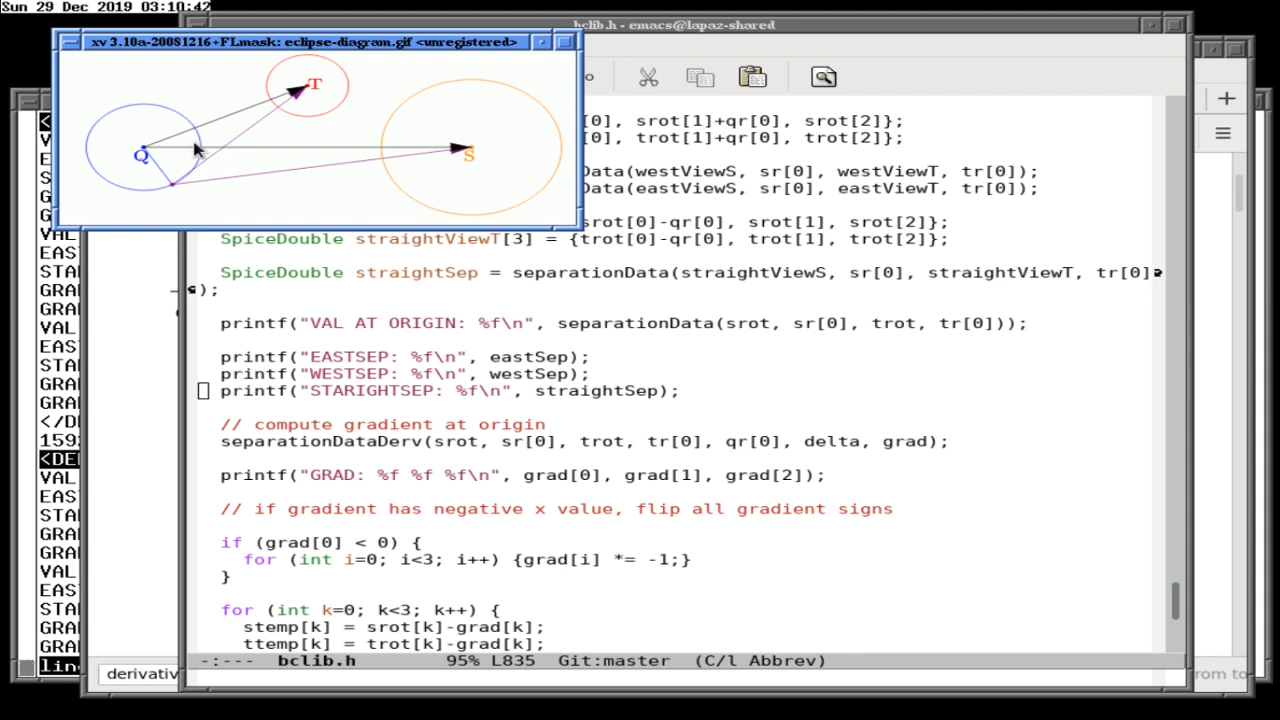 Sun 29 Dec 2019 03:10:42
bclib.h - emacs@lapaz-shared
xv 3.10a-20081216+FLmask: eclipse-diagram.gif <unregistered>
T
Q
S
[0], srot[1]+qr[0], srot[2]};
[0], trot[1]+qr[0], trot[2]};
Data(westViewS, sr[0], westViewT, tr[0]);
Data(eastViewS, sr[0], eastViewT, tr[0]);
srot[0]-qr[0], srot[1], srot[2]};
SpiceDouble straightViewT[3] = {trot[0]-qr[0], trot[1], trot[2]};
SpiceDouble straightSep = separationData(straightViewS, sr[0], straightViewT, tr[0]
);
printf("VAL AT ORIGIN: %f\n", separationData(srot, sr[0], trot, tr[0]));
printf("EASTSEP: %f\n", eastSep);
printf("WESTSEP: %f\n", westSep);
printf("STARIGHTSEP: %f\n", straightSep);
// compute gradient at origin
separationDataDerv(srot, sr[0], trot, tr[0], qr[0], delta, grad);
printf("GRAD: %f %f %f\n", grad[0], grad[1], grad[2]);
// if gradient has negative x value, flip all gradient signs
if (grad[0] < 0) {
for (int i=0; i<3; i++) {grad[i] *= -1;}
}
for (int k=0; k<3; k++) {
stemp[k] = srot[k]-grad[k];
ttemp[k] = trot[k]-grad[k];
-:--- bclib.h 95% L835 Git:master (C/l Abbrev)
<
V
E
S
GR
G
VAL
EAS
STA
GRA
GRA
VAL
EAS
STA
GRA
GRA
</D
159
<DE
VAL
EAS
STA
GRA
GRA
VAL
EAS
STA
GRA
GRA
lin
derivativ
rom to